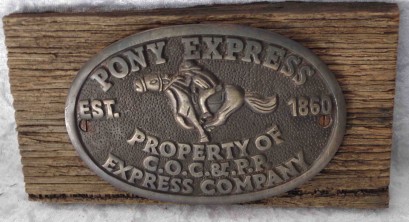 PONY EXPRESS
EST. 1860
PROPERTY OF
C.O.C.& P.P.
EXPRESS COMPANY